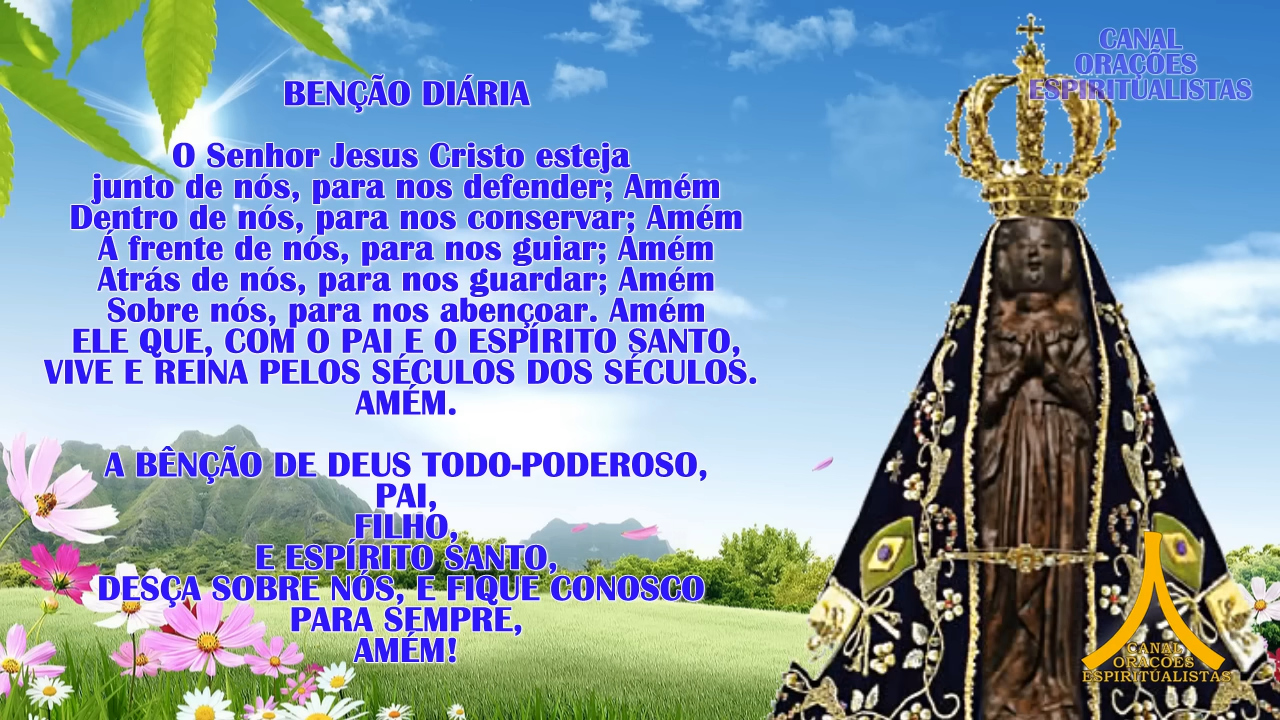 CANAL
ORAÇÕES
ESPIRITUALISTAS
BENÇÃO DIÁRIA
O Senhor Jesus Cristo esteja
junto de nós, para nos defender; Amém
Dentro de nós, para nos conservar; Amém
Á frente de nós, para nos guiar; Amém
Atrás de nós, para nos guardar; Amém
Sobre nós, para nos abençoar. Amém
ELE QUE, COM O PAI E O ESPÍRITO SANTO,
VIVE E REINA PELOS SÉCULOS DOS SÉCULOS.
AMÉM.
A BÊNÇÃO DE DEUS TODO-PODEROSO,
PAI,
FILHO,
E ESPÍRITO SANTO,
DESÇA SOBRE NÓS, E FIQUE CONOSCO
PARA SEMPRE,
AMÉM!
CANAL
ORAÇÕES
ESPIRITUALISTAS